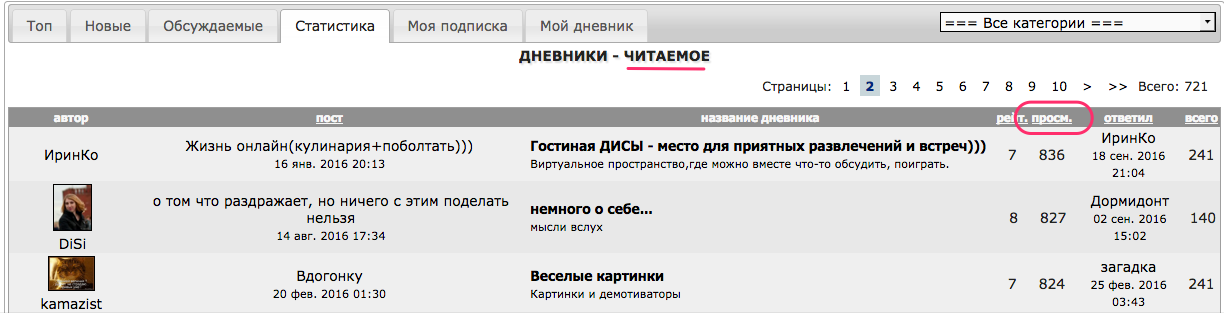 Топ Новые Обсуждаемые Статистика Моя подписка Мой дневник === Все категории ===
ДНЕВНИКИ - ЧИТАЕМОЕ
Страницы: 1 2 3 4 5 6 7 8 9 10 > >> Всего: 721
автор пост название дневника рейт. просм. ответил всего
ИринКо
Жизнь онлайн(кулинария+поболтать)))
16 янв. 2016 20:13
Гостиная ДИСЫ - место для приятных развлечений и встреч)))
Виртуальное пространство,где можно вместе что-то обсудить, поиграть.
7 836
ИринКо
18 сен. 2016
21:04
241
DiSi
о том что раздражает, но ничего с этим поделать
нельзя
14 авг. 2016 17:34
немного о себе...
мысли вслух
8 827
Дормидонт
02 сен. 2016
15:02
140
kamazist
Вдогонку
20 фев. 2016 01:30
Веселые картинки
Картинки и демотиваторы
7 824
загадка
25 фев. 2016
03:43
241